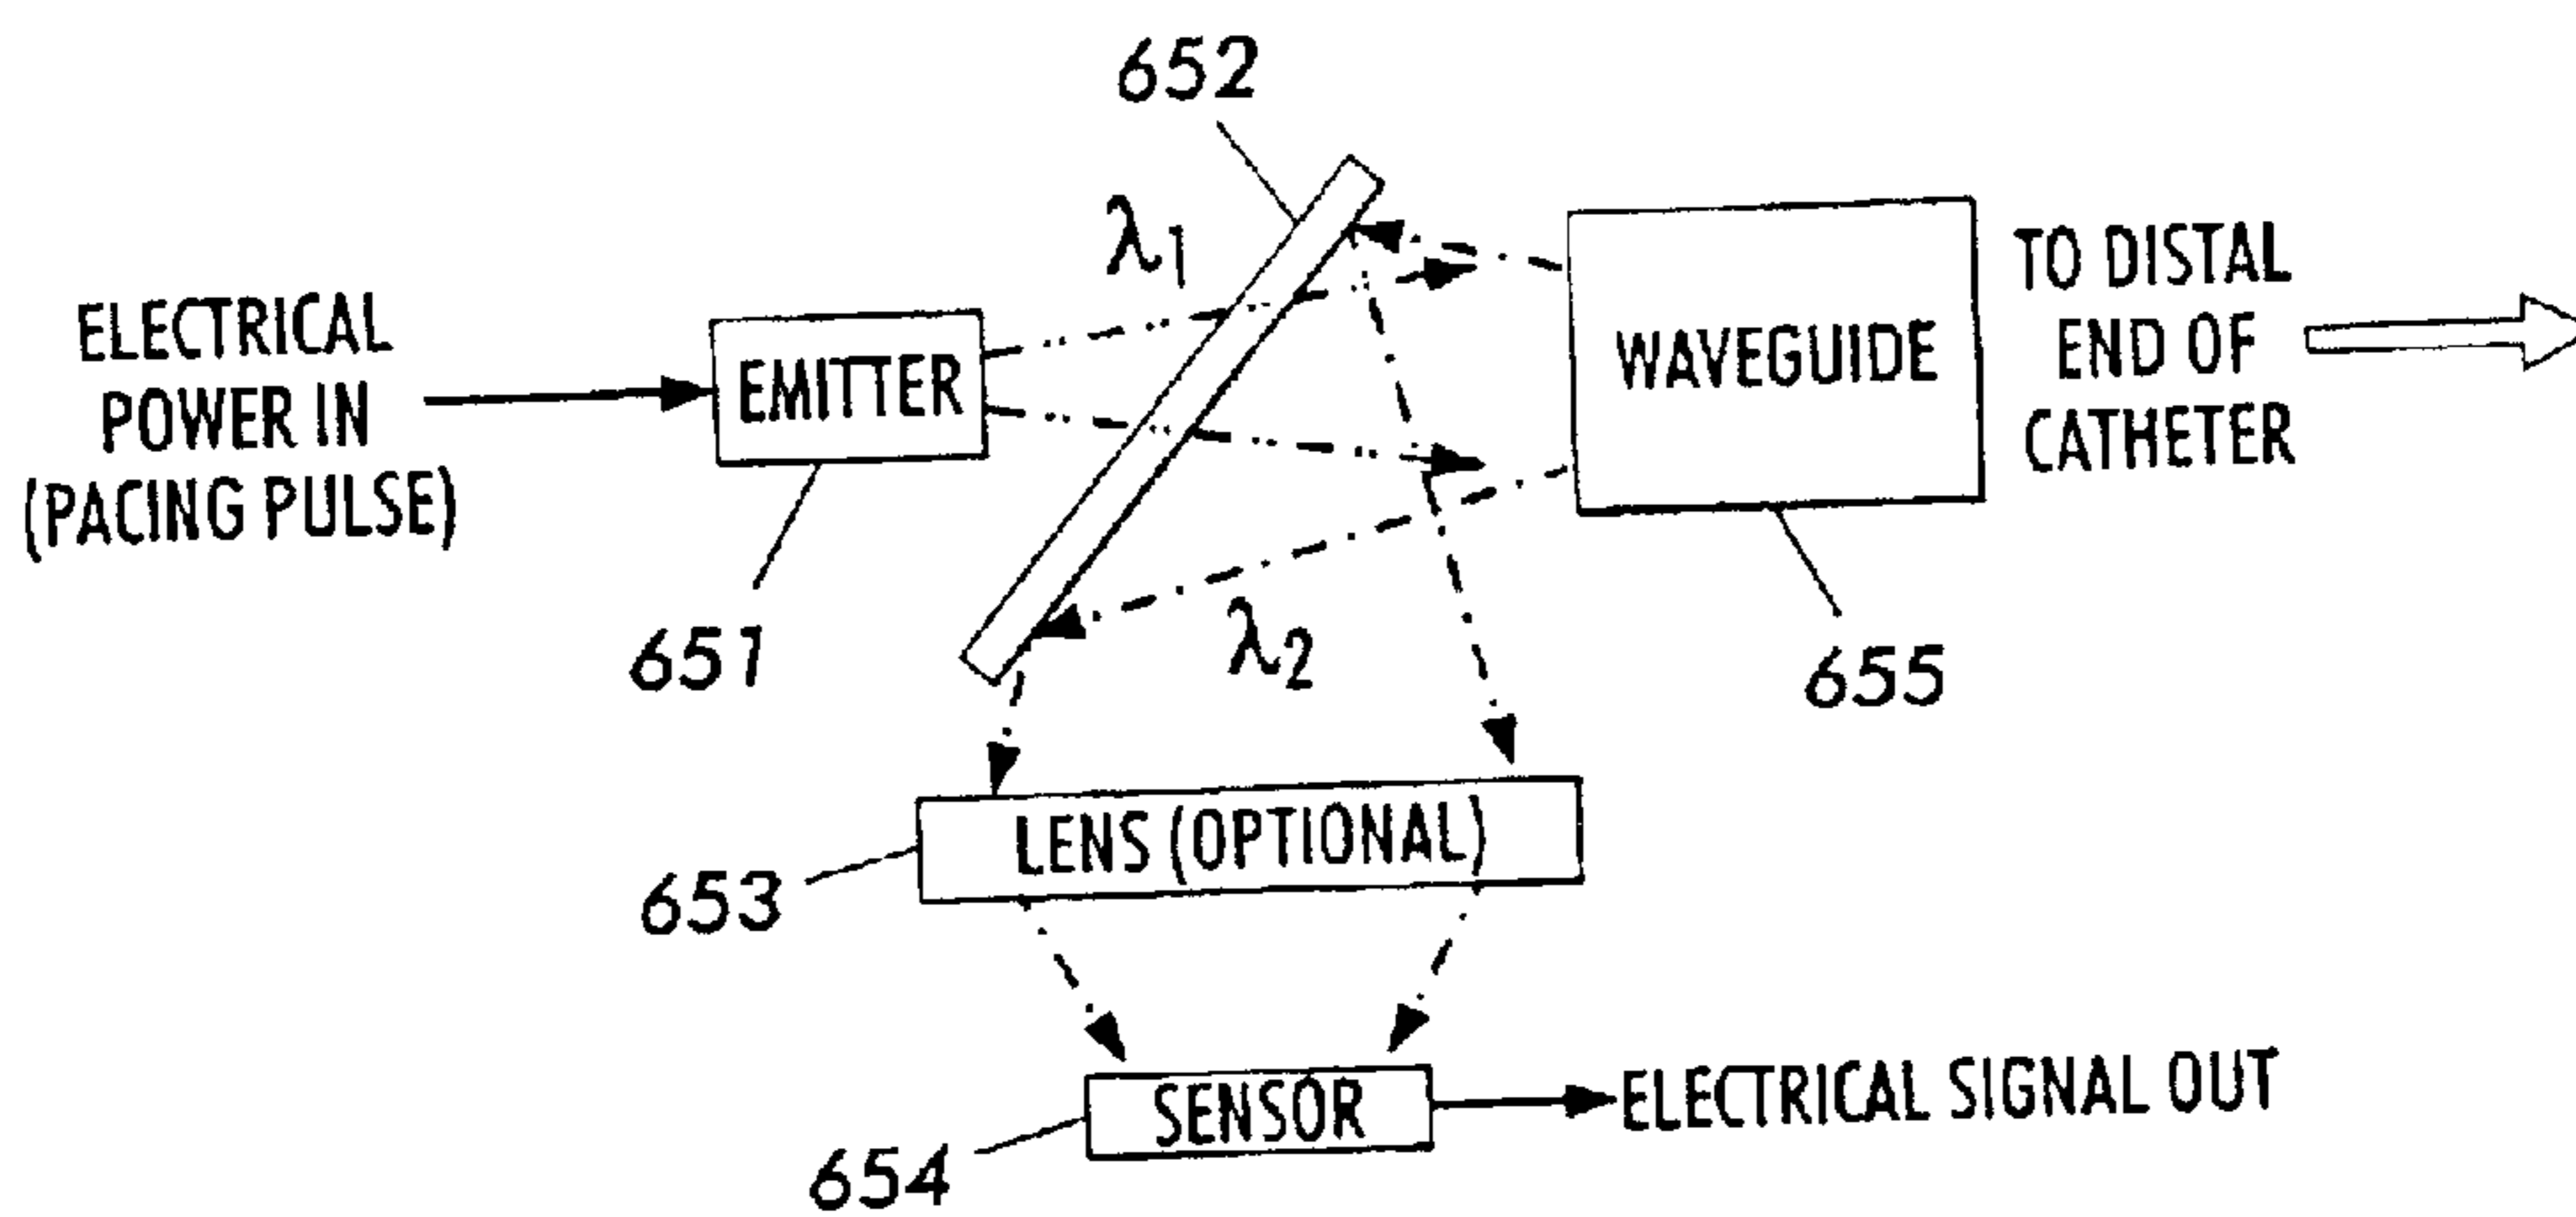 652
λ1
ELECTRICAL
POWER IN
(PACING PULSE)
EMITTER
WAVEGUIDE
TO DISTAL
END OF
CATHETER
651
λ2
655
LENS (OPTIONAL)
653
SENSOR
ELECTRICAL SIGNAL OUT
654